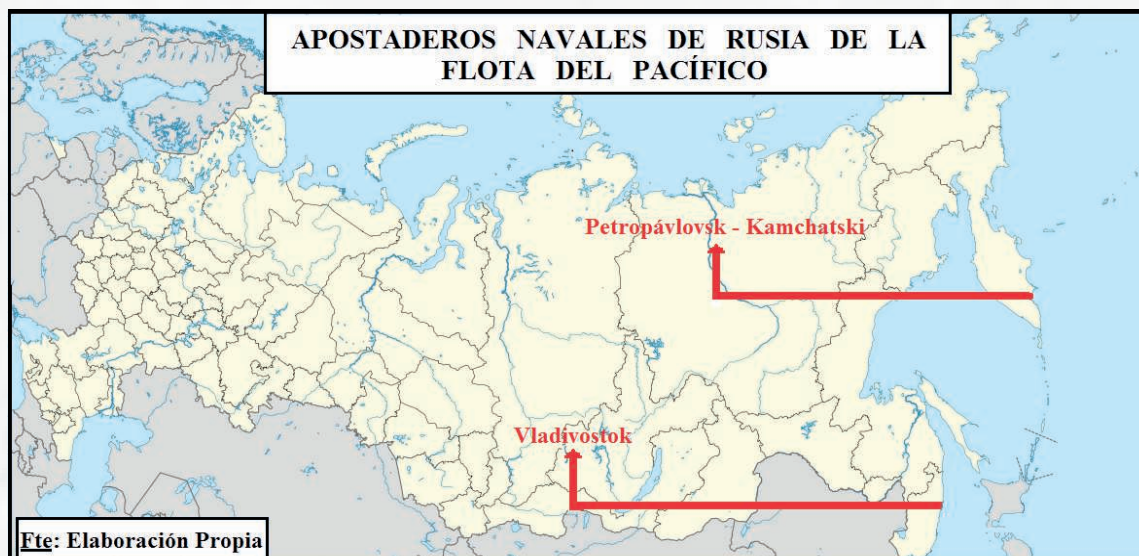 APOSTADEROS NAVALES DE RUSIA DE LA
FLOTA DEL PACÍFICO
Petropávlovsk - Kamchatski
Vladivostok
Fte: Elaboración Propia